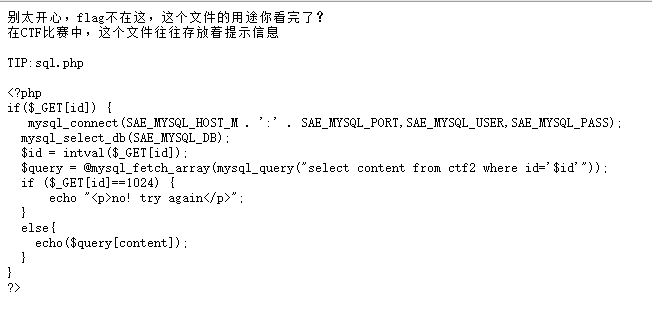 别太开心，flag不在这，这个文件的用途你看完了？
在CTF比赛中，这个文件往往存放着提示信息
TIP:sql.php
<?php
if($_GET[id]) {
mysql_connect(SAE_MYSQL_HOST_M . ':' . SAE_MYSQL_PORT,SAE_MYSQL_USER,SAE_MYSQL_PASS);
mysql_select_db(SAE_MYSQL_DB);
$id = intval($_GET[id]);
$query = @mysql_fetch_array(mysql_query("select content from ctf2 where id='$id'"));
if ($_GET[id]==1024) {
echo "<p>no! try again</p>";
}
else{
echo($query[content]);
}
}
?>